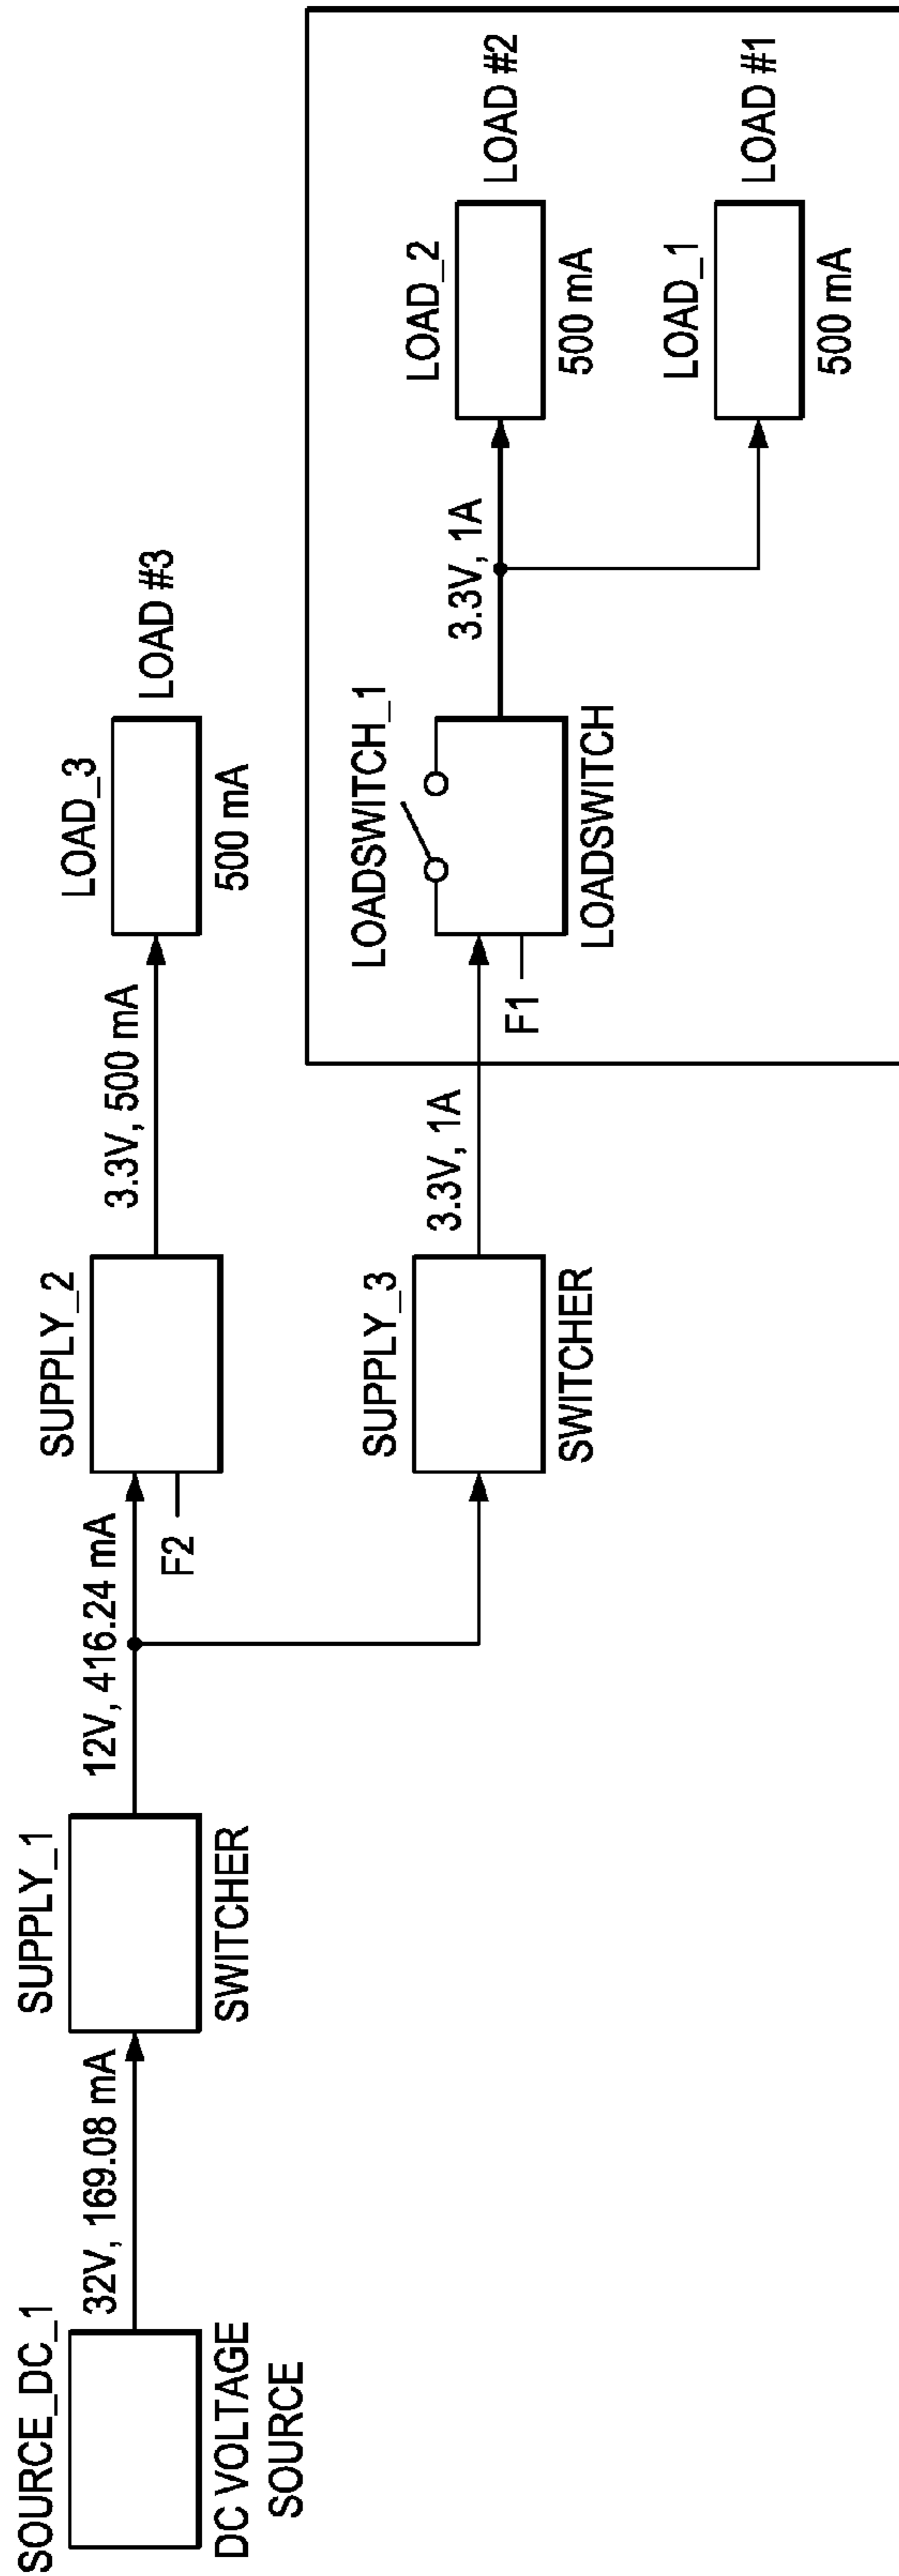 SOURCE_DC_1
DC VOLTAGE
SOURCE
32V, 169.08 mA
SUPPLY_1
SWITCHER
12V, 416.24 mA
SUPPLY_2
F2
3.3V, 500 mA
LOAD_3
500 mA
LOAD #3
SUPPLY_3
SWITCHER
3.3V, 1A
LOADSWITCH_1
F1
LOADSWITCH
3.3V, 1A
LOAD_2
500 mA
LOAD #2
LOAD_1
500 mA
LOAD #1